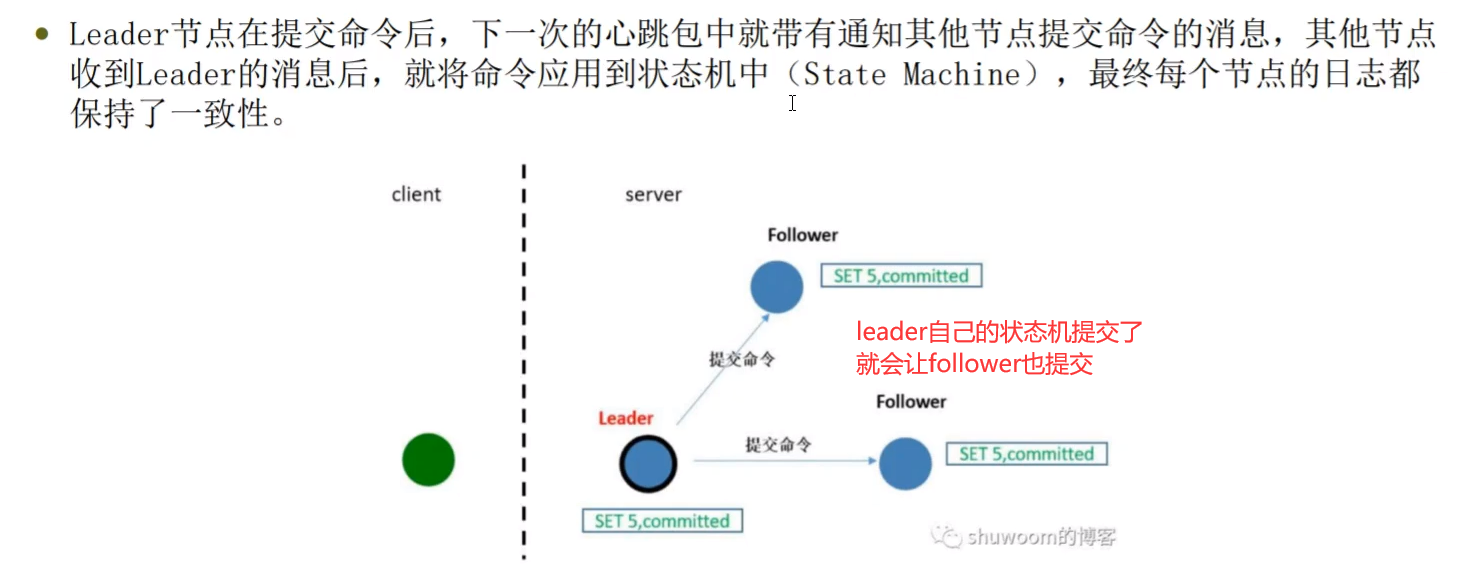 Leader节点在提交命令后，下一次的心跳包中就带有通知其他节点提交命令的消息，其他节点
收到Leader的消息后，就将命令应用到状态机中（State Machine），最终每个节点的日志都
保持了一致性。
client
server
Follower
SET 5,committed
leader自己的状态机提交了
就会让follower也提交
提交命令
Follower
Leader
提交命令
SET 5,committed
SET 5,committed
shuwoom的博客